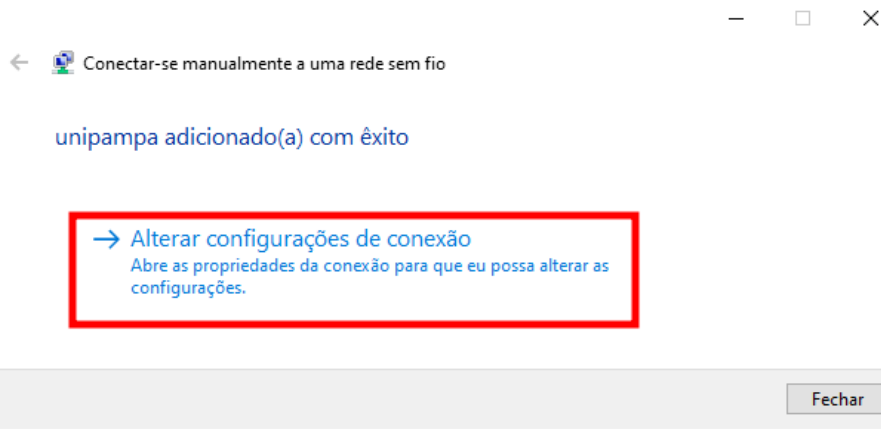 Conectar-se manualmente a uma rede sem fio
unipampa adicionado(a) com êxito
Alterar configurações de conexão
Abre as propriedades da conexão para que eu possa alterar as
configurações.
Fechar